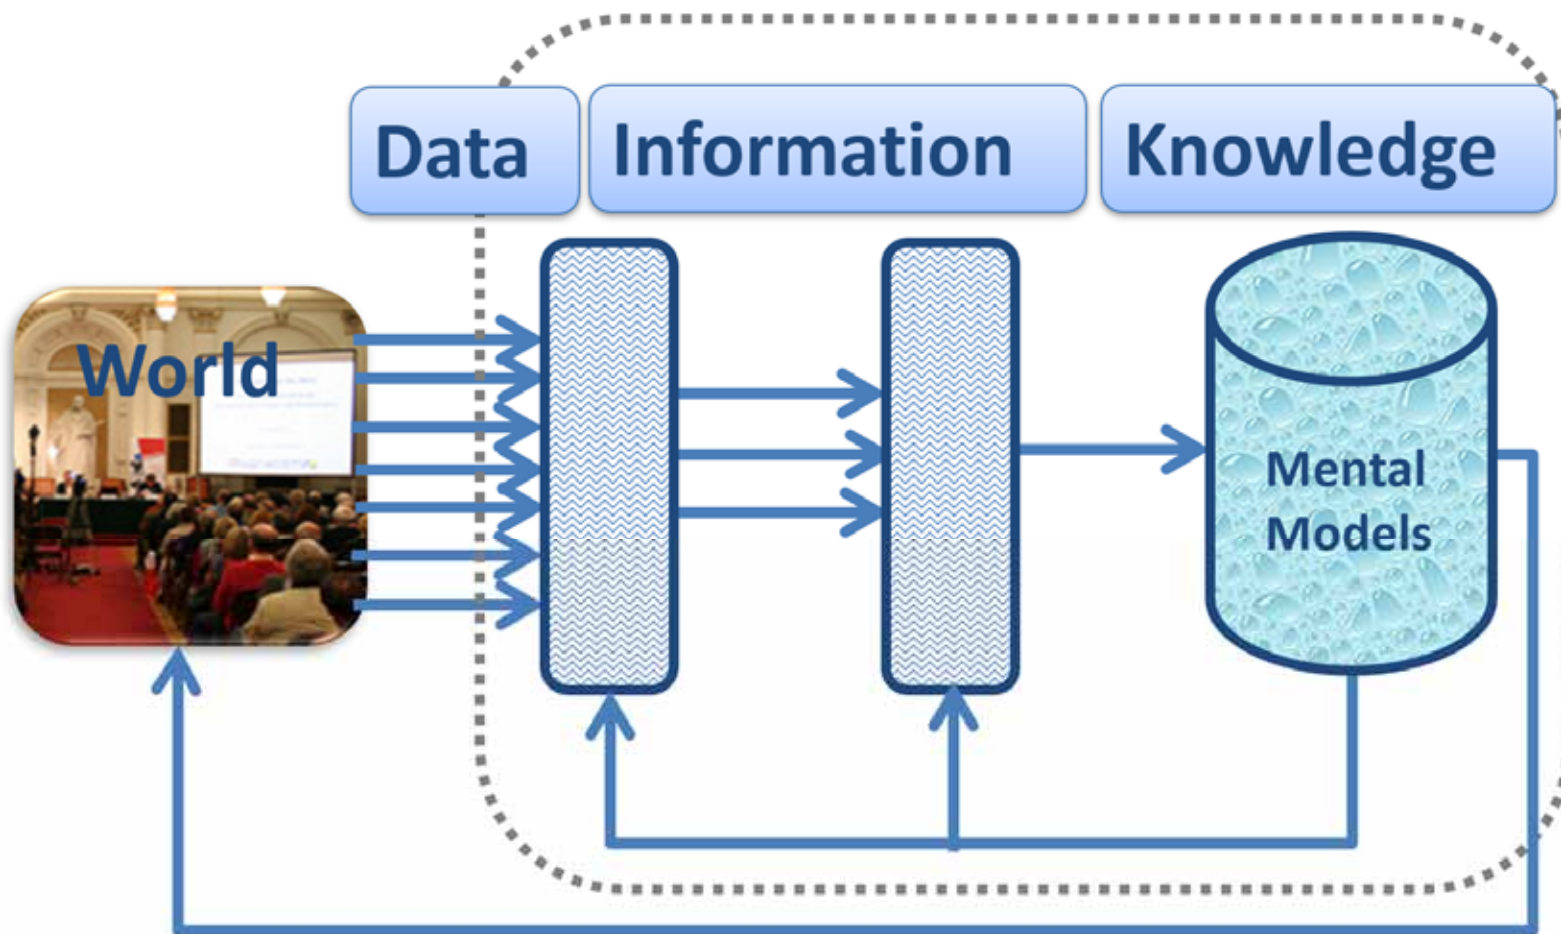 Data
Information
Knowledge
World
Mental
Models